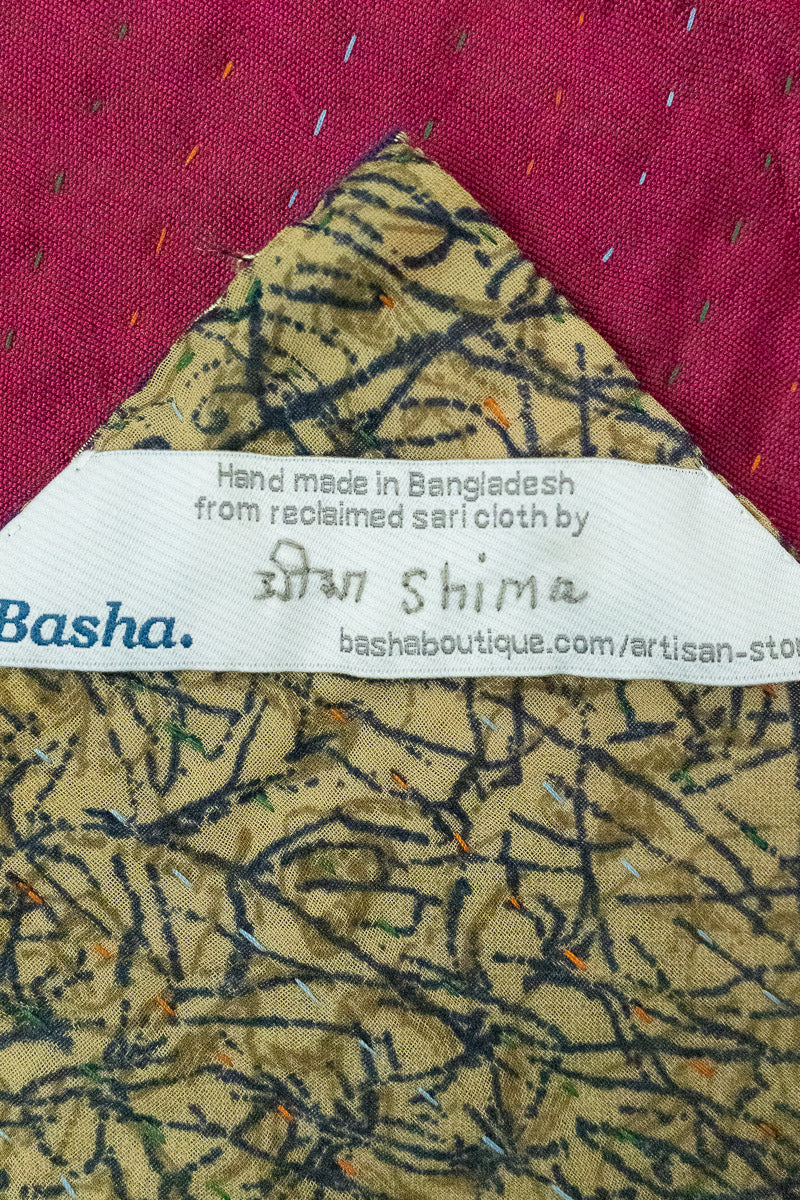 Hand made in Bangladesh
from reclaimed sari cloth by
সীমা Shima
Basha.
bashaboutique.com/artisan-sto